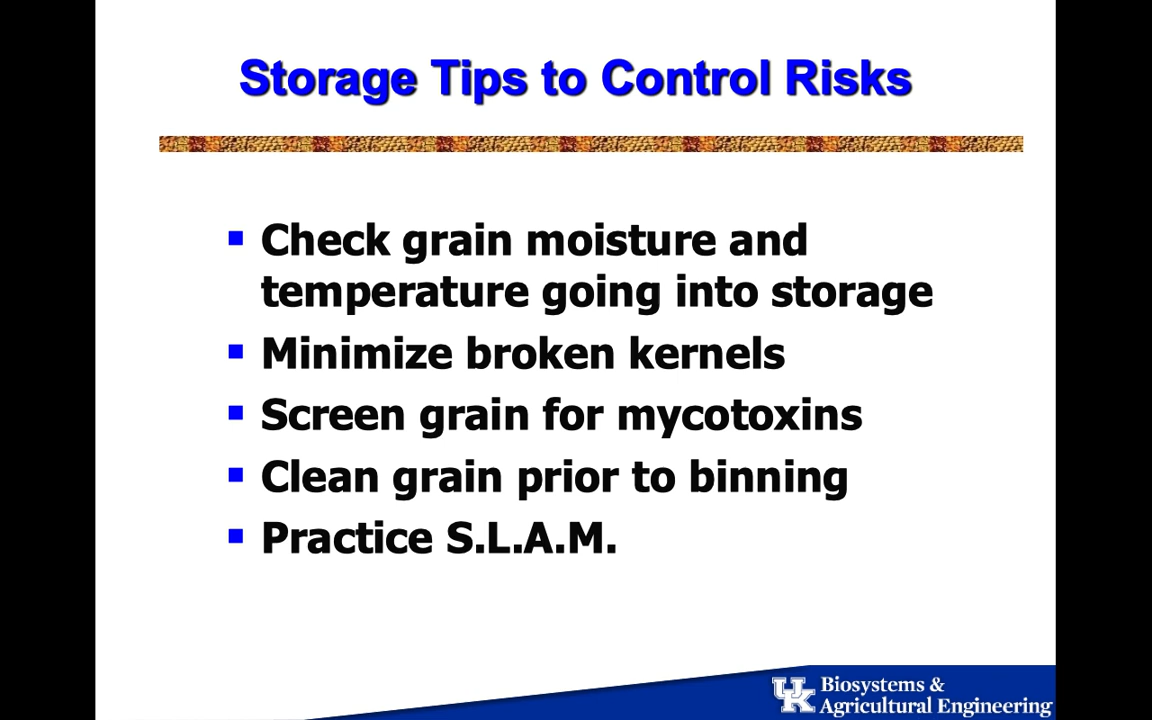 Storage Tips to Control Risks
Check grain moisture and
temperature going into storage
Minimize broken kernels
Screen grain for mycotoxins
Clean grain prior to binning
Practice S.L.A.M.
UK Biosystems &
Agricultural Engineering